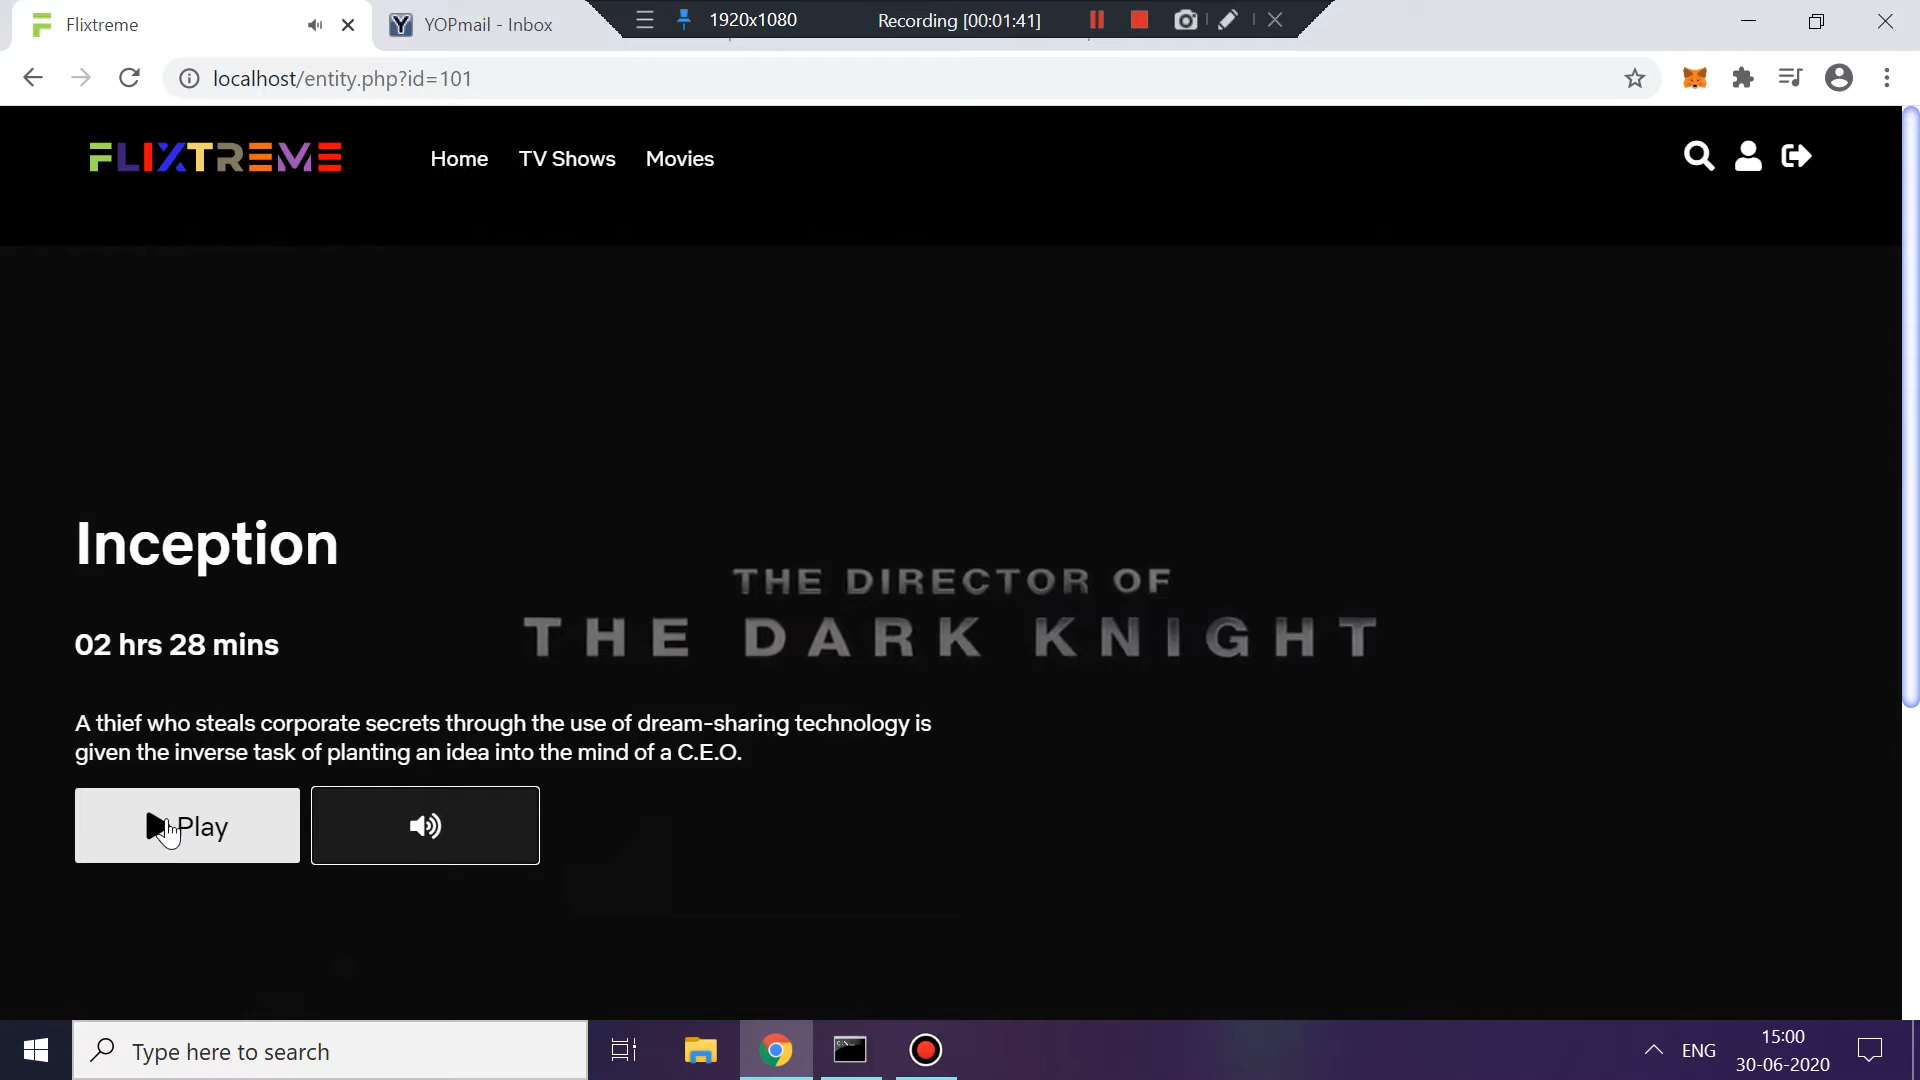 Flixtreme
YOPmail - Inbox
1920x1080
Recording [00:01:41]
localhost/entity.php?id=101
FLIXTREME
Home
TV Shows
Movies
Inception
THE DIRECTOR OF
THE DARK KNIGHT
02 hrs 28 mins
A thief who steals corporate secrets through the use of dream-sharing technology is
given the inverse task of planting an idea into the mind of a C.E.O.
Play
Type here to search
ENG
15:00
30-06-2020